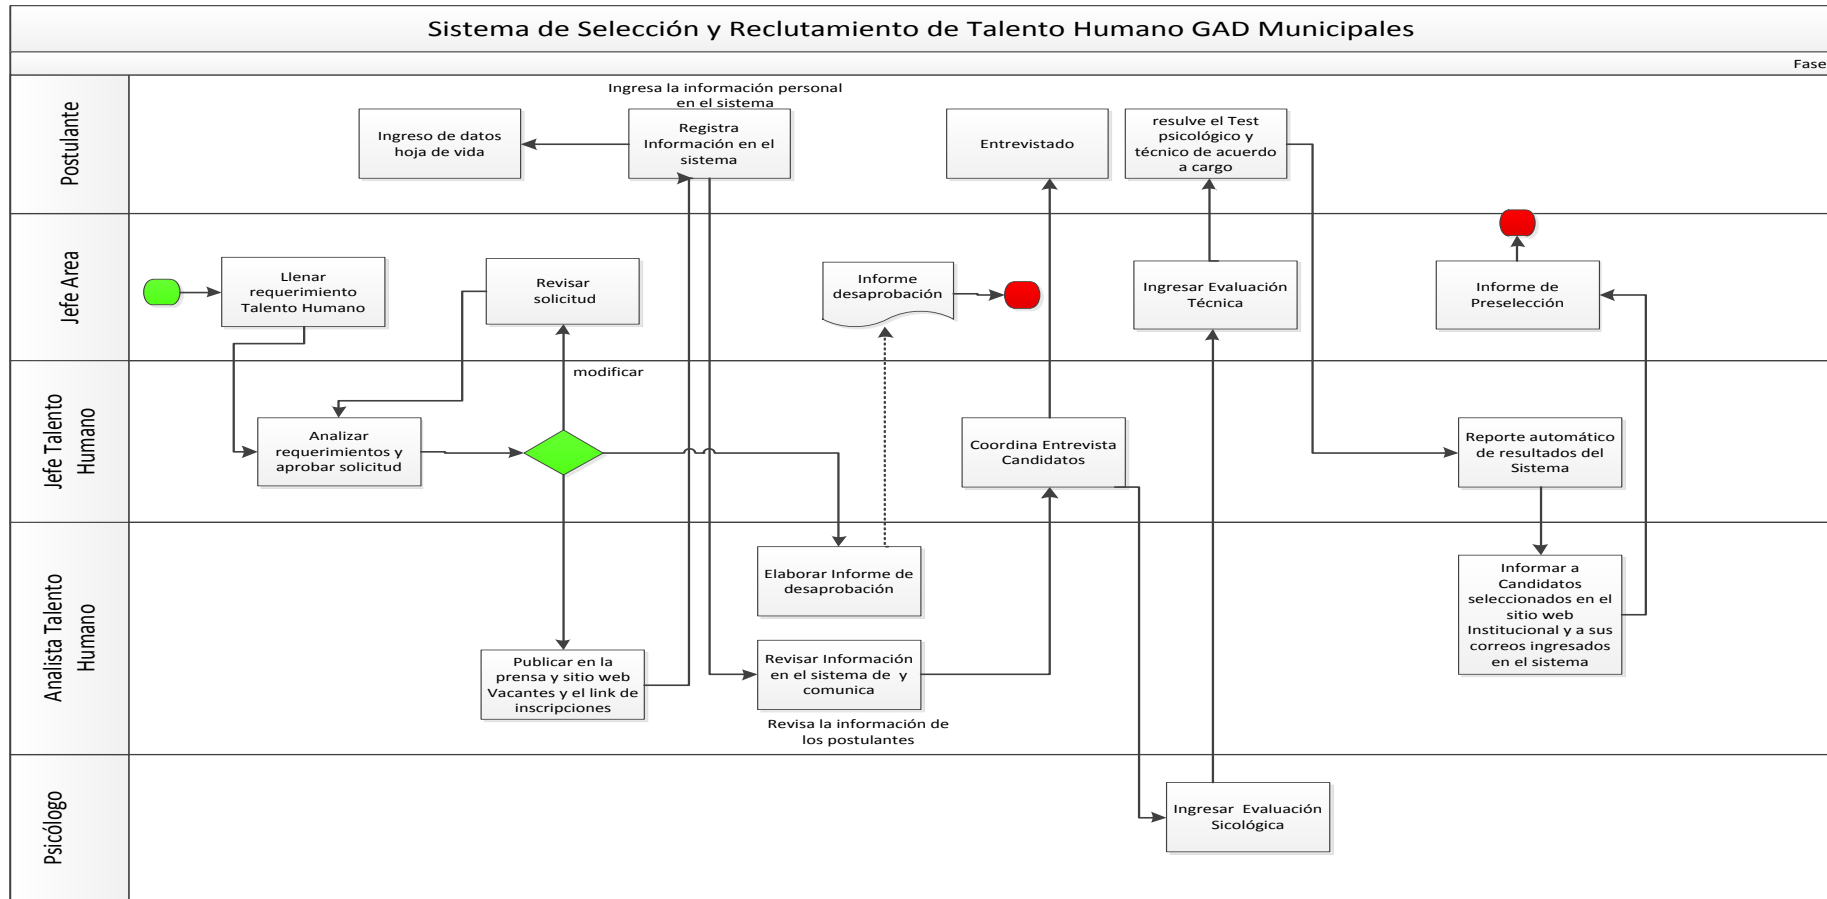 Sistema de Selección y Reclutamiento de Talento Humano GAD Municipales
Fase
Postulante
Ingresa la información personal
en el sistema
Ingreso de datos
hoja de vida
Registra
Información en el
sistema
Entrevistado
resulve el Test
psicológico y
técnico de acuerdo
a cargo
Jefe Area
Llenar
requerimiento
Talento Humano
Revisar
solicitud
Informe
desaprobación
Ingresar Evaluación
Técnica
Informe de
Preselección
modificar
Jefe Talento
Humano
Analizar
requerimientos y
aprobar solicitud
Coordina Entrevista
Candidatos
Reporte automático
de resultados del
Sistema
Analista Talento
Humano
Elaborar Informe de
desaprobación
Informar a
Candidatos
seleccionados en el
sitio web
Institucional y a sus
correos ingresados
en el sistema
Publicar en la
prensa y sitio web
Vacantes y el link de
inscripciones
Revisar Información
en el sistema de y
comunica
Revisa la información de
los postulantes
Psicólogo
Ingresar Evaluación
Sicológica